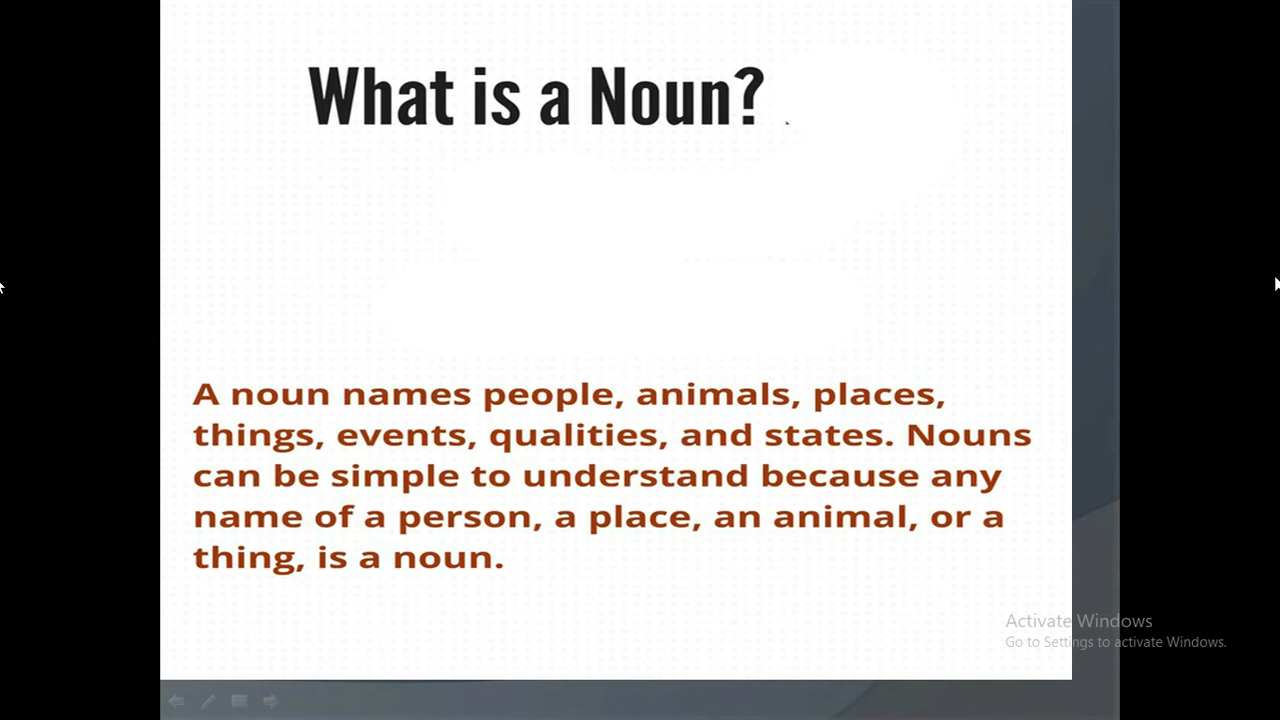 What is a Noun?
A noun names people, animals, places,
things, events, qualities, and states. Nouns
can be simple to understand because any
name of a person, a place, an animal, or a
thing, is a noun.
Activate Windows
Go to Settings to activate Windows.